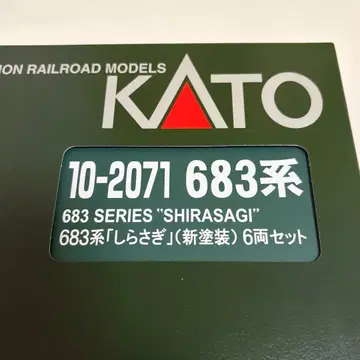 ION RAILROAD MODELS
KATO
10-2071 683系
683 SERIES "SHIRASAGI"
683系「しらさぎ」（新塗装）6両セット